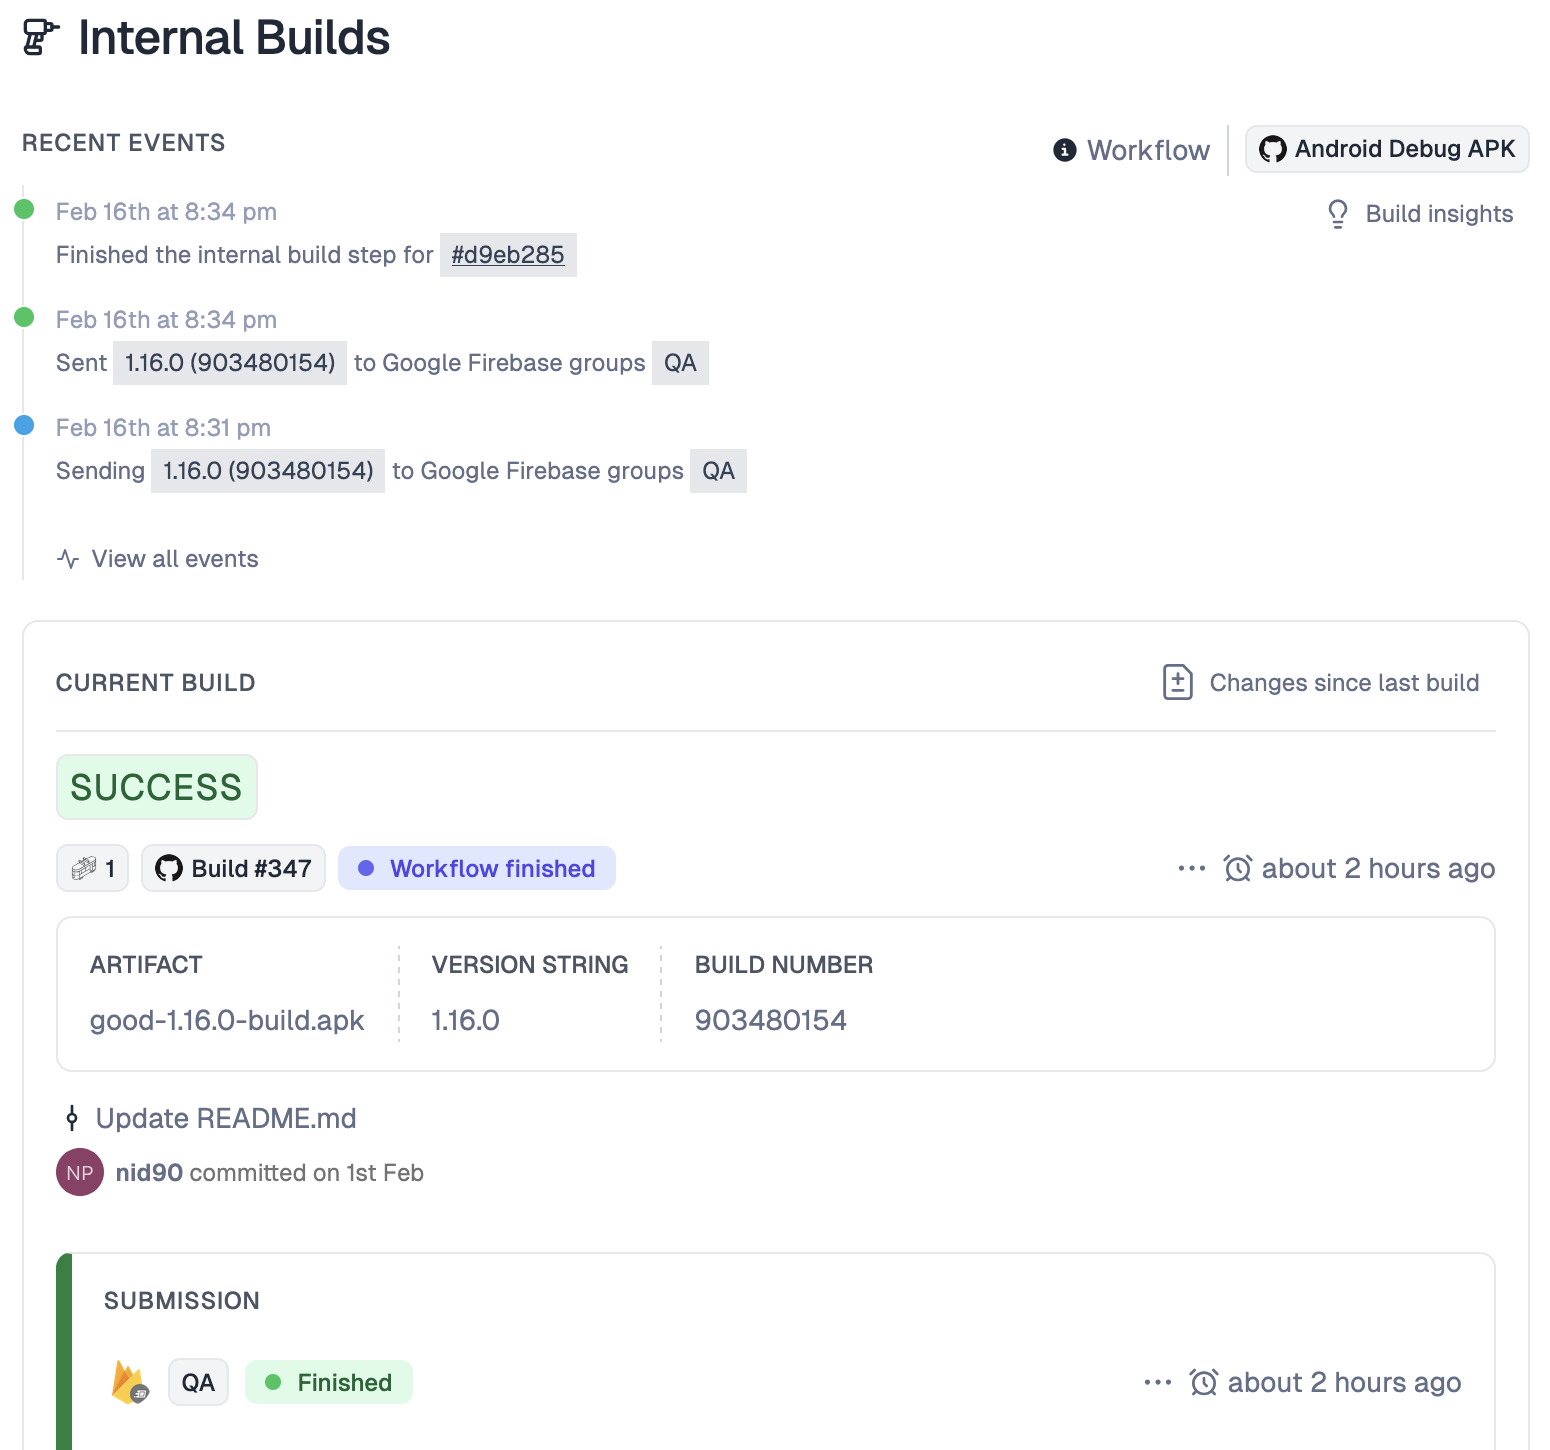 Internal Builds
RECENT EVENTS
Workflow
Android Debug APK
Build insights
Feb 16th at 8:34 pm
Finished the internal build step for #d9eb285
Feb 16th at 8:34 pm
Sent 1.16.0 (903480154) to Google Firebase groups QA
Feb 16th at 8:31 pm
Sending 1.16.0 (903480154) to Google Firebase groups QA
View all events
CURRENT BUILD
Changes since last build
SUCCESS
1 Build #347 Workflow finished ... about 2 hours ago
ARTIFACT VERSION STRING BUILD NUMBER
good-1.16.0-build.apk 1.16.0 903480154
Update README.md
NP nid90 committed on 1st Feb
SUBMISSION
QA Finished ... about 2 hours ago